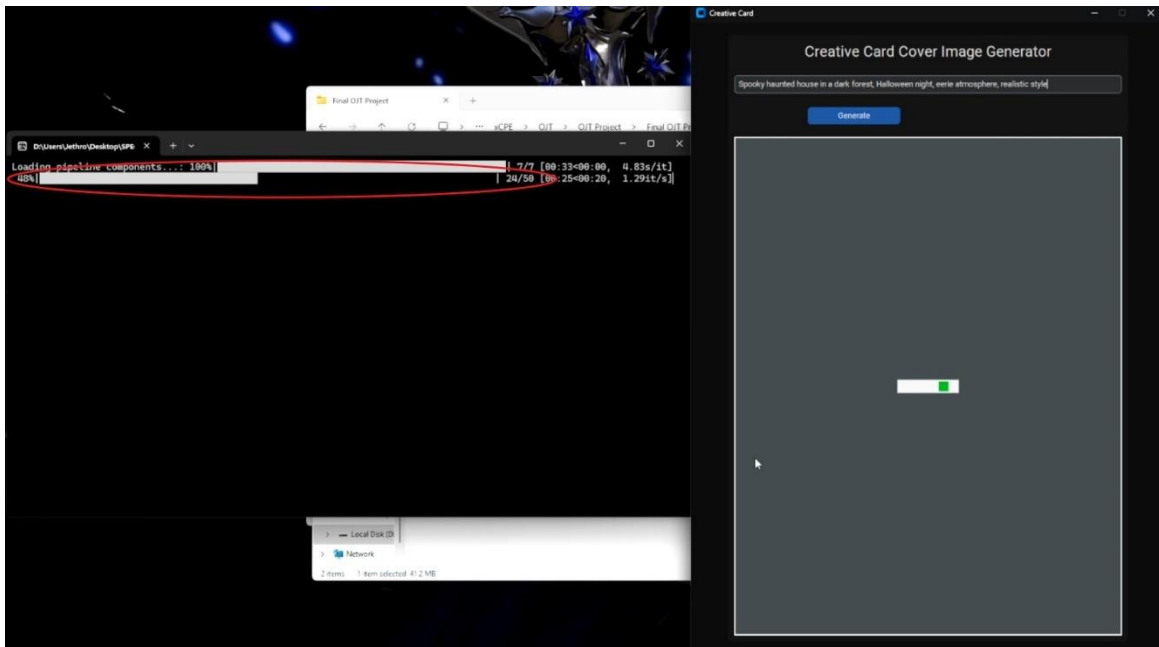 Creative Card
Creative Card Cover Image Generator
Spooky haunted house in a dark forest, Halloween night, eerie atmosphere, realistic style
Generate
Final OJT Project
xCPE > OJT > OJT Project > Final OJT Pr
D:\Users\Jethro\Desktop\SPE
Loading pipeline components...: 100%| | 7/7 [00:33<00:00, 4.83s/it]
48%| | 24/50 [00:25<00:20, 1.29it/s]
Local Disk (D:
Network
2 items 1 item selected 41.2 MB